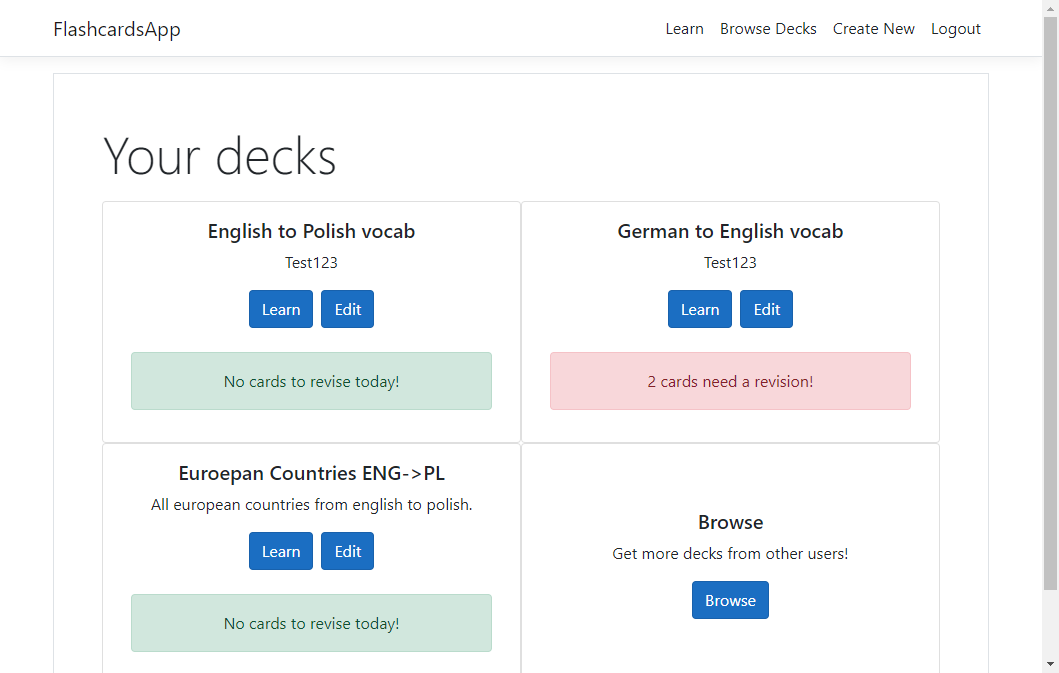 FlashcardsApp
Learn Browse Decks Create New Logout
Your decks
English to Polish vocab
Test123
Learn Edit
No cards to revise today!
German to English vocab
Test123
Learn Edit
2 cards need a revision!
Euroepan Countries ENG->PL
All european countries from english to polish.
Learn Edit
No cards to revise today!
Browse
Get more decks from other users!
Browse